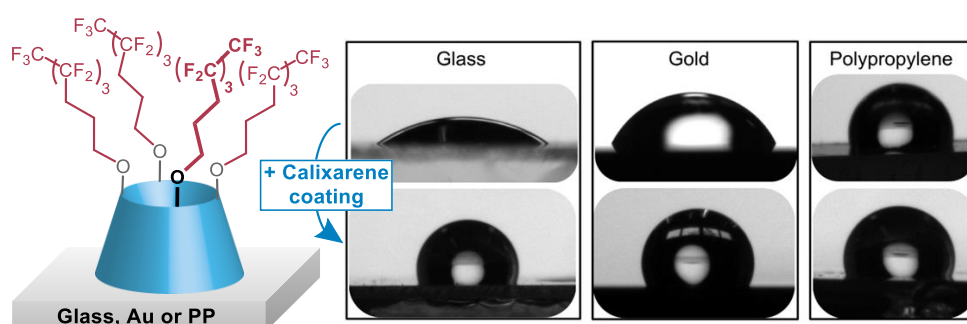 F₃C
F₃C
CF₃
CF₃
(CF₂)₃
(CF₂)₃
(F₂C)₃
(F₂C)₃
O
O
O
O
Glass, Au or PP
+ Calixarene
coating
Glass
Gold
Polypropylene